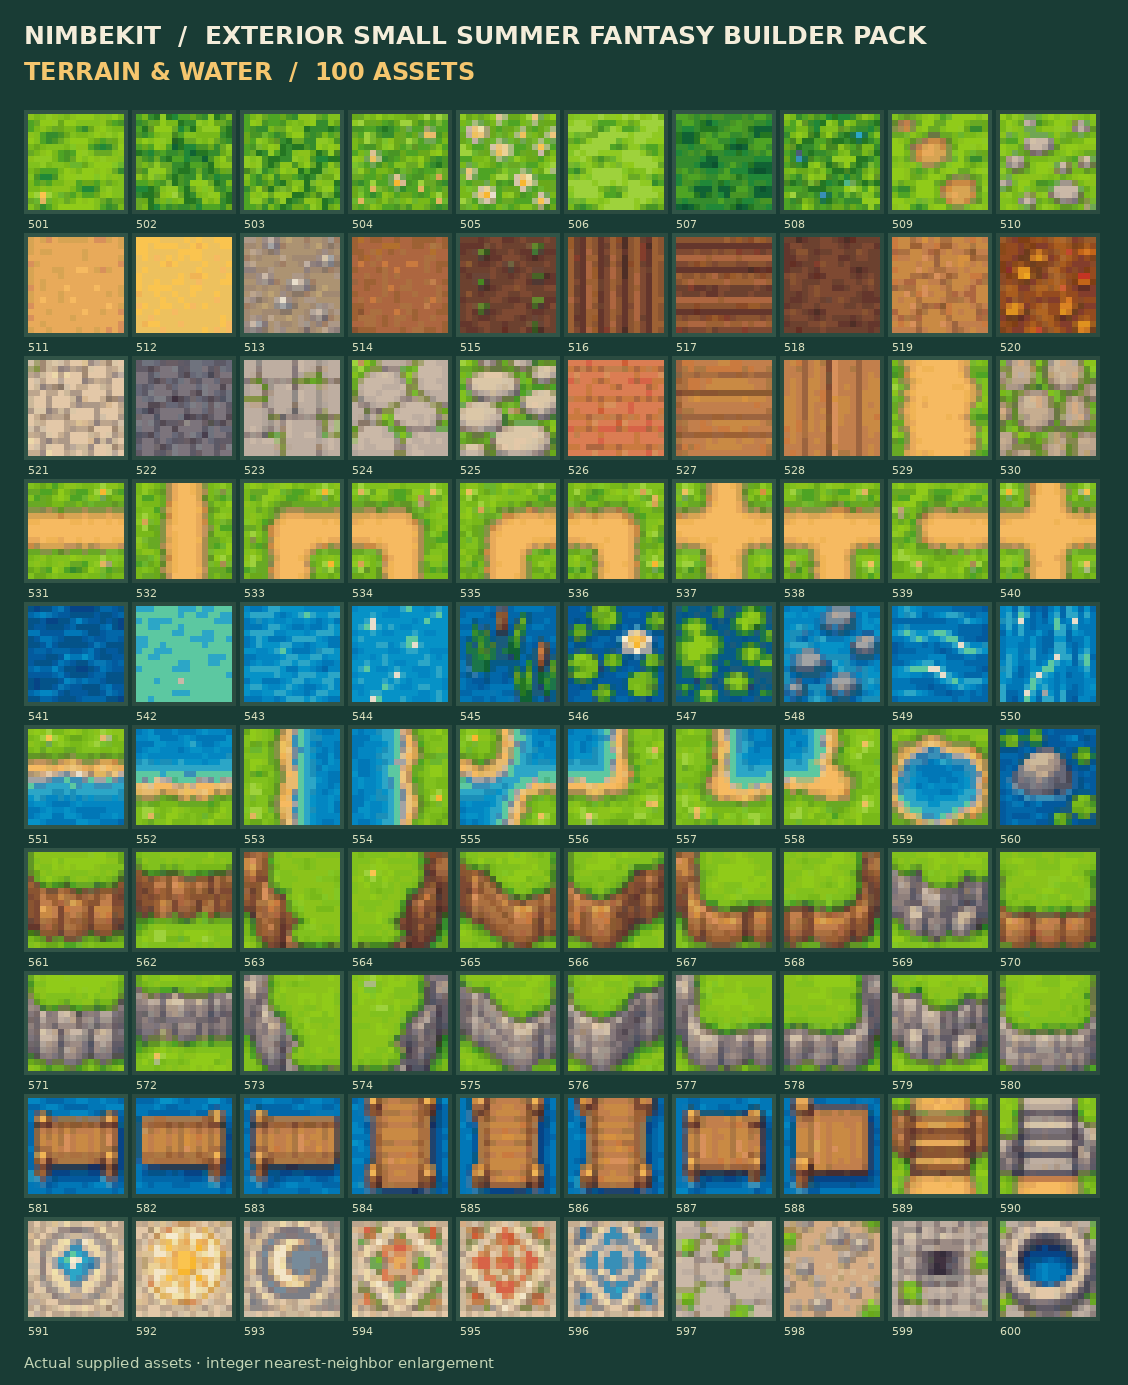 NIMBEKIT / EXTERIOR SMALL SUMMER FANTASY BUILDER PACK
TERRAIN & WATER / 100 ASSETS
501 502 503 504 505 506 507 508 509 510
511 512 513 514 515 516 517 518 519 520
521 522 523 524 525 526 527 528 529 530
531 532 533 534 535 536 537 538 539 540
541 542 543 544 545 546 547 548 549 550
551 552 553 554 555 556 557 558 559 560
561 562 563 564 565 566 567 568 569 570
571 572 573 574 575 576 577 578 579 580
581 582 583 584 585 586 587 588 589 590
591 592 593 594 595 596 597 598 599 600
Actual supplied assets · integer nearest-neighbor enlargement